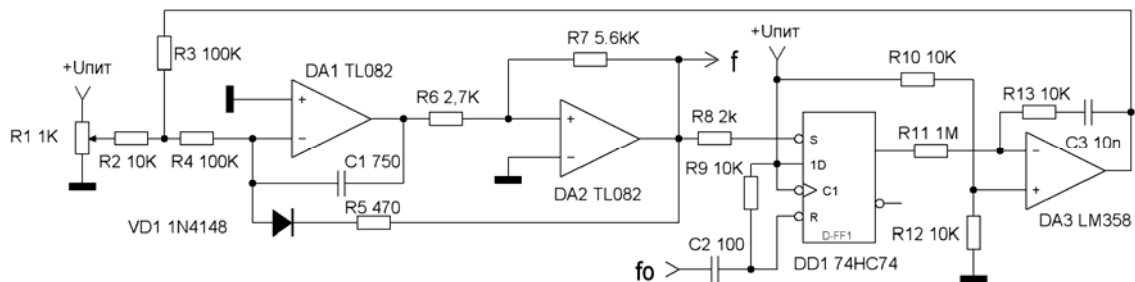 R3 100K
+Uпит
R1 1K
R2 10K
R4 100K
DA1 TL082
+
−
C1 750
VD1 1N4148
R5 470
R6 2,7K
R7 5.6kK
+
−
DA2 TL082
f
R8 2k
R9 10K
C2 100
fo
+Uпит
S
1D
C1
R
D-FF1
DD1 74HC74
R10 10K
R11 1M
R12 10K
R13 10K
C3 10n
−
+
DA3 LM358